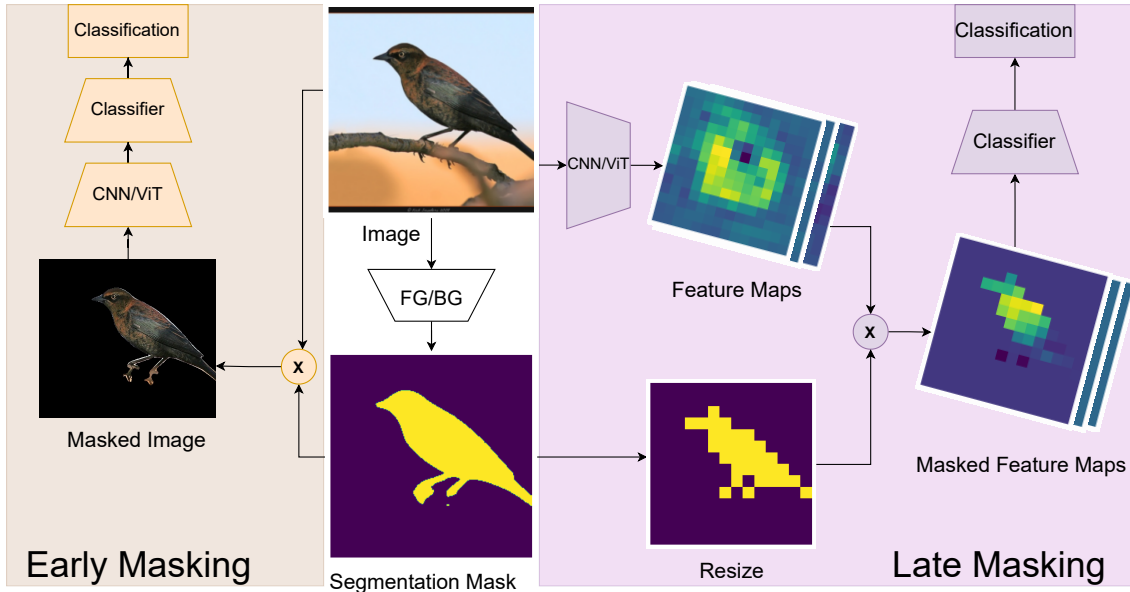 Classification
Classifier
CNN/ViT
Masked Image
Early Masking
x
Image
FG/BG
Segmentation Mask
CNN/ViT
Feature Maps
x
Resize
Classification
Classifier
Masked Feature Maps
Late Masking